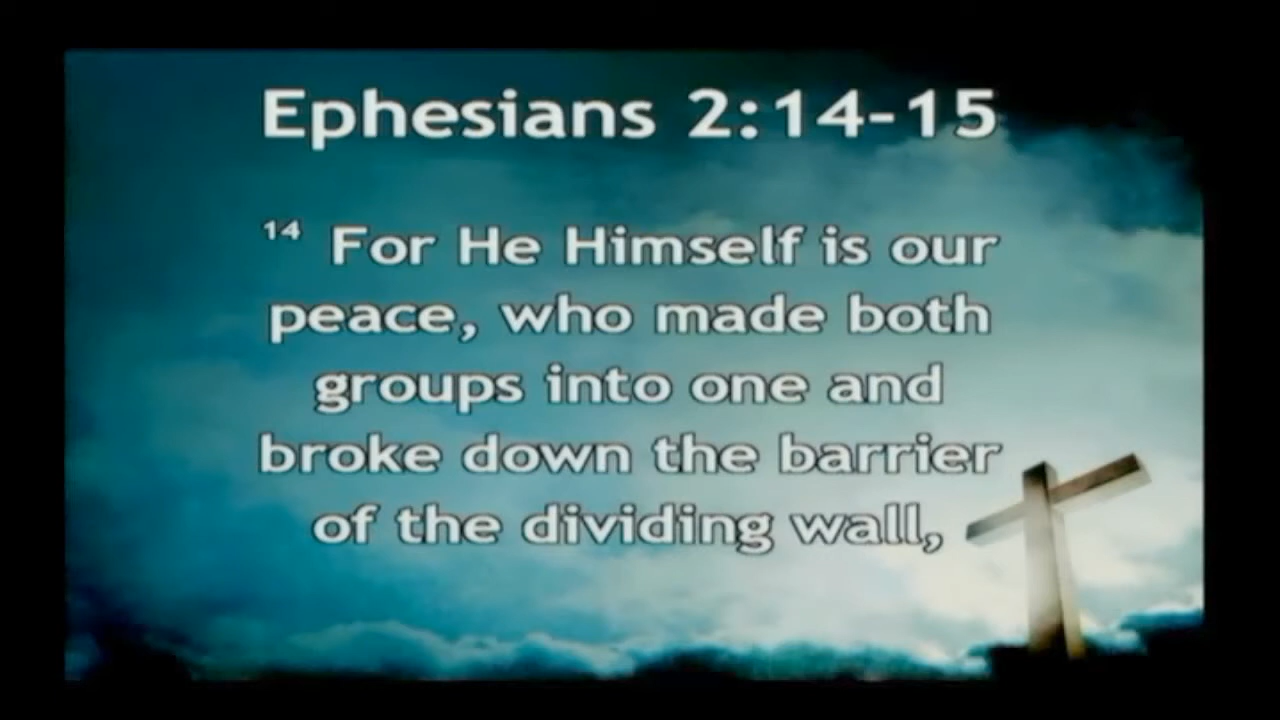 Ephesians 2:14-15
14 For He Himself is our
peace, who made both
groups into one and
broke down the barrier
of the dividing wall,